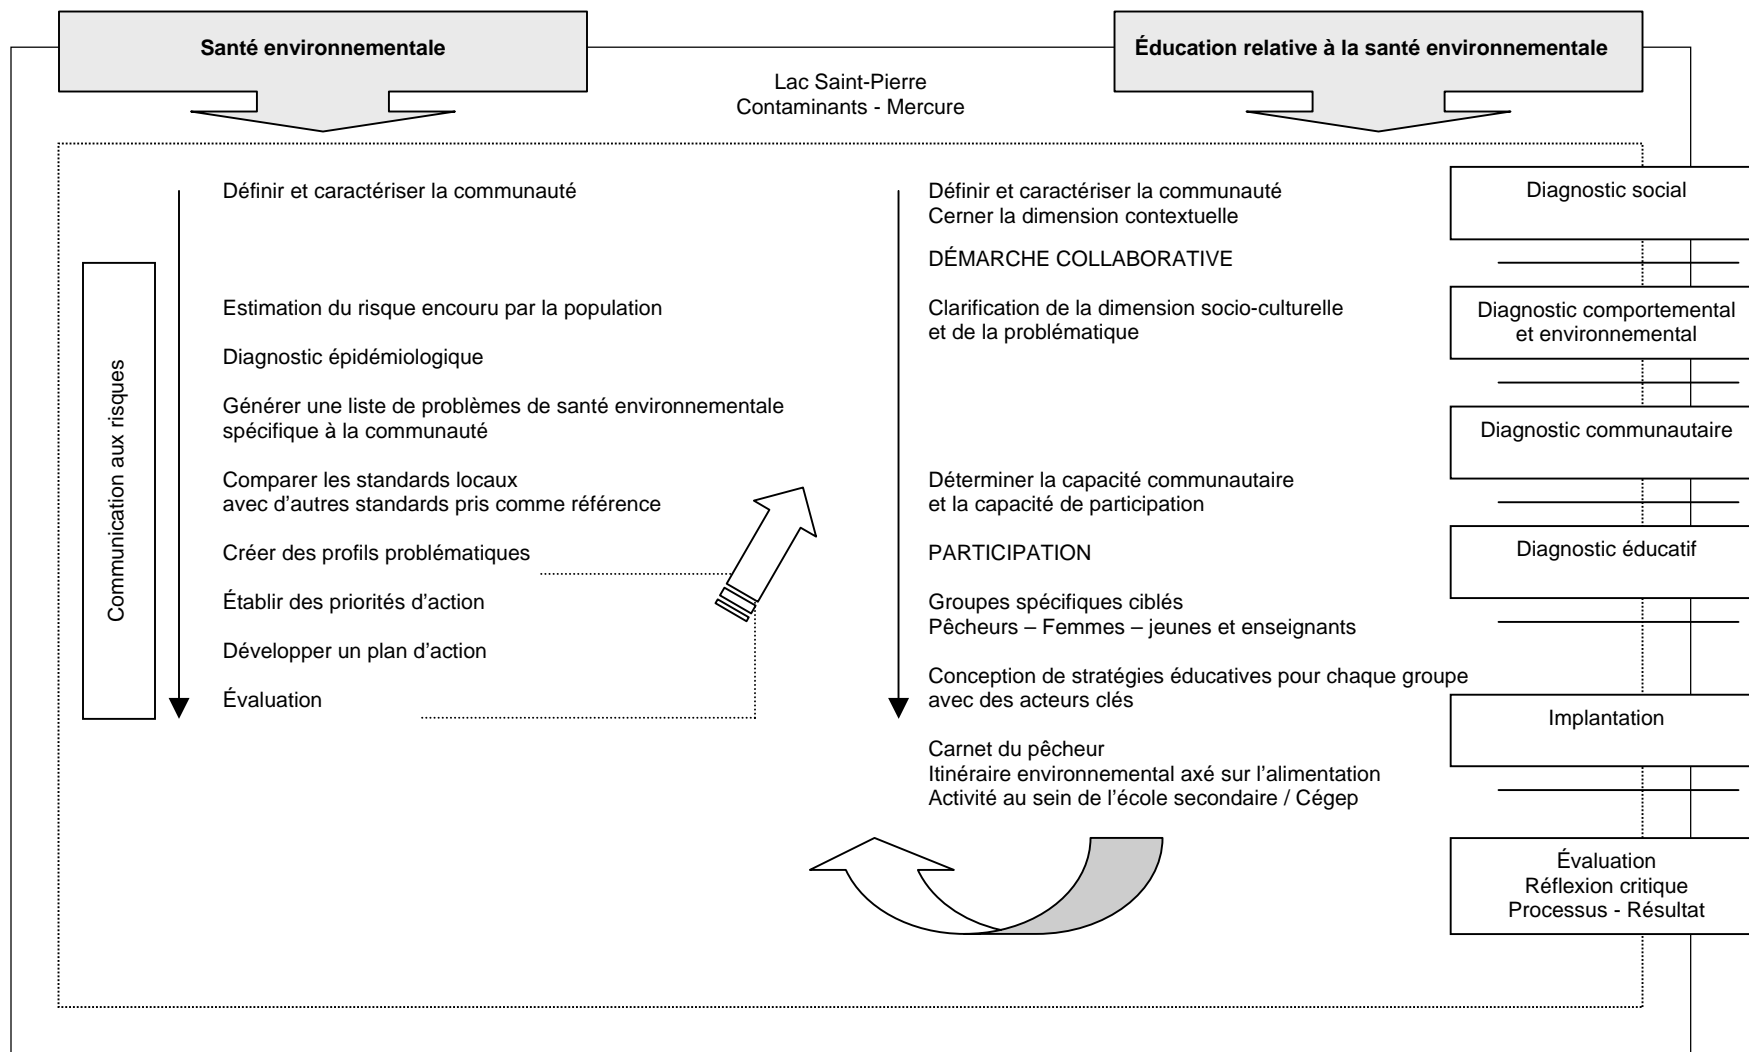 Santé environnementale
Éducation relative à la santé environnementale
Lac Saint-Pierre
Contaminants - Mercure
Communication aux risques
Définir et caractériser la communauté
Estimation du risque encouru par la population
Diagnostic épidémiologique
Générer une liste de problèmes de santé environnementale
spécifique à la communauté
Comparer les standards locaux
avec d'autres standards pris comme référence
Créer des profils problématiques
Établir des priorités d'action
Développer un plan d'action
Évaluation
Définir et caractériser la communauté
Cerner la dimension contextuelle
DÉMARCHE COLLABORATIVE
Clarification de la dimension socio-culturelle
et de la problématique
Déterminer la capacité communautaire
et la capacité de participation
PARTICIPATION
Groupes spécifiques ciblés
Pêcheurs – Femmes – jeunes et enseignants
Conception de stratégies éducatives pour chaque groupe
avec des acteurs clés
Carnet du pêcheur
Itinéraire environnemental axé sur l'alimentation
Activité au sein de l'école secondaire / Cégep
Diagnostic social
Diagnostic comportemental
et environnemental
Diagnostic communautaire
Diagnostic éducatif
Implantation
Évaluation
Réflexion critique
Processus - Résultat